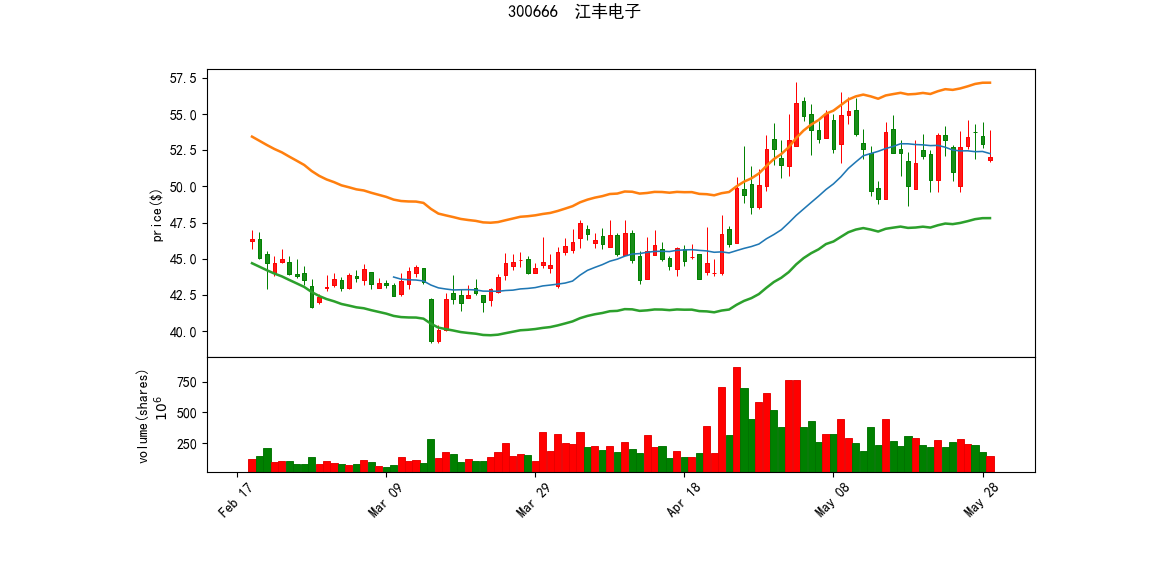 300666 江丰电子
57.5
55.0
52.5
50.0
47.5
45.0
42.5
40.0
price($)
750
500
250
volume(shares)
10^6
Feb 17
Mar 09
Mar 29
Apr 18
May 08
May 28